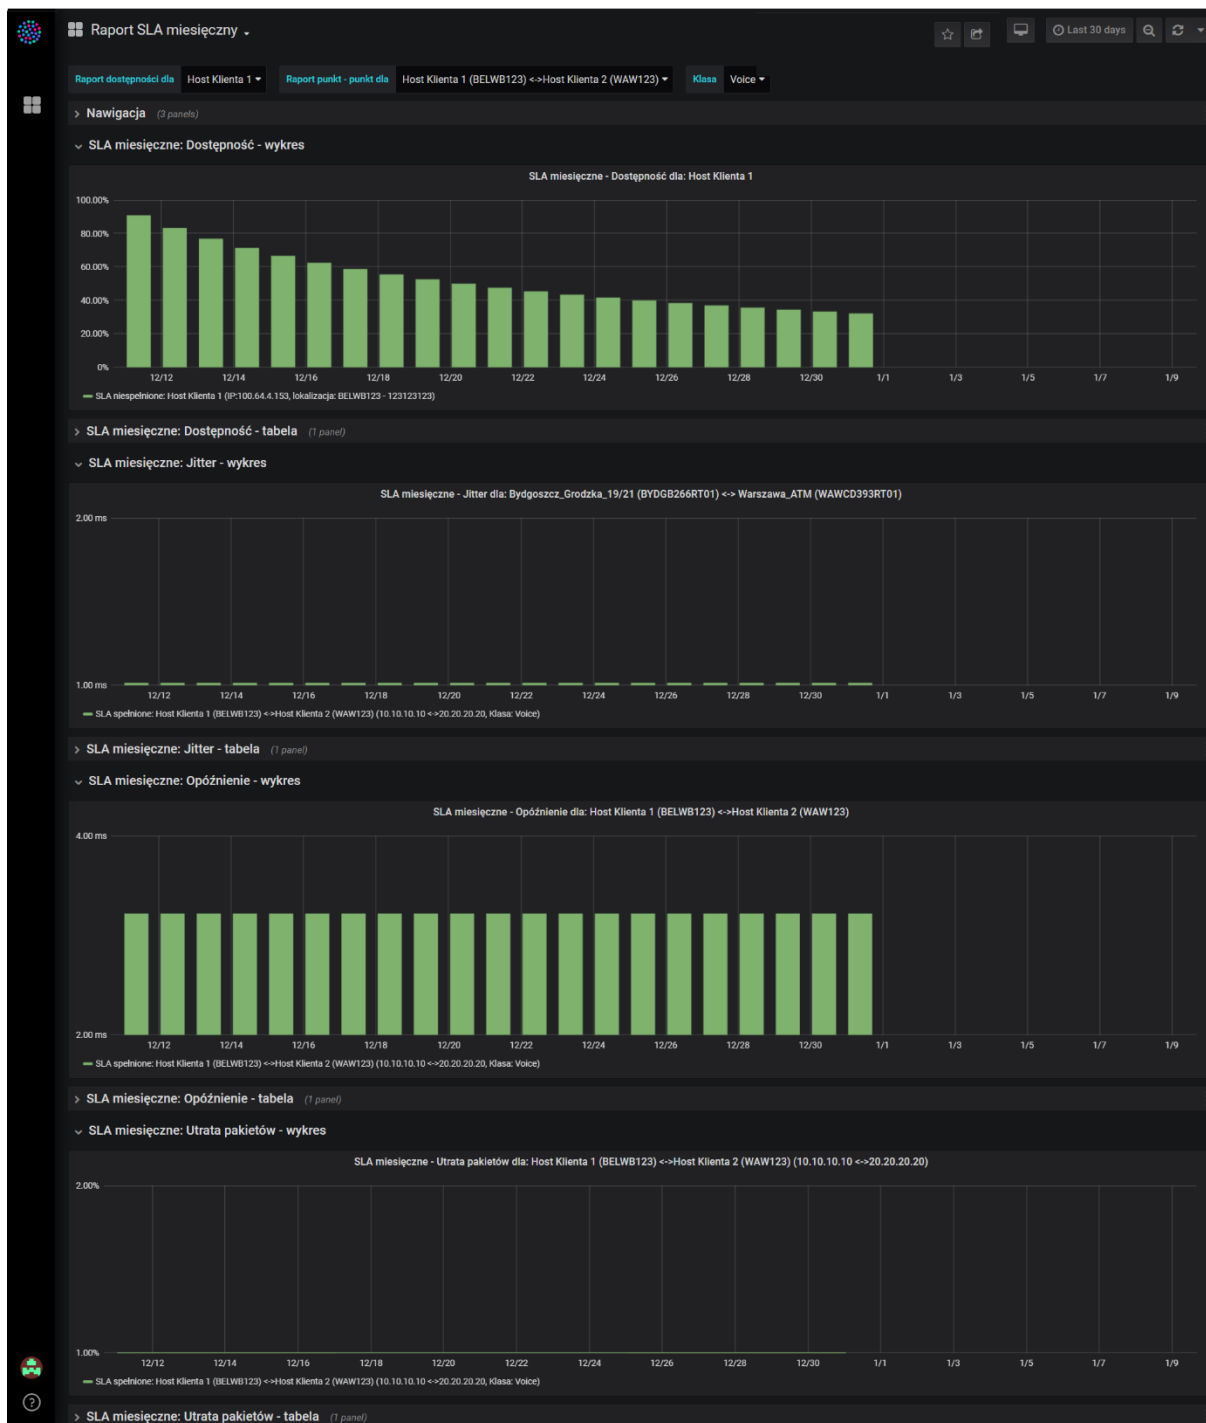 Raport SLA miesięczny
Last 30 days
Raport dostępności dla Host Klienta 1 Raport punkt - punkt dla Host Klienta 1 (BELWB123) <->Host Klienta 2 (WAW123) Klasa Voice
Nawigacja (3 panels)
SLA miesięczne: Dostępność - wykres
SLA miesięczne - Dostępność dla: Host Klienta 1
100.00%
80.00%
60.00%
40.00%
20.00%
0%
12/12 12/14 12/16 12/18 12/20 12/22 12/24 12/26 12/28 12/30 1/1 1/3 1/5 1/7 1/9
SLA niespełnione: Host Klienta 1 (IP:100.64.4.153, lokalizacja: BELWB123 - 123123123)
SLA miesięczne: Dostępność - tabela (1 panel)
SLA miesięczne: Jitter - wykres
SLA miesięczne - Jitter dla: Bydgoszcz_Grodzka_19/21 (BYDGB266RT01) <-> Warszawa_ATM (WAWCD393RT01)
2.00 ms
1.00 ms
12/12 12/14 12/16 12/18 12/20 12/22 12/24 12/26 12/28 12/30 1/1 1/3 1/5 1/7 1/9
SLA spełnione: Host Klienta 1 (BELWB123) <->Host Klienta 2 (WAW123) (10.10.10.10 <->20.20.20.20, Klasa: Voice)
SLA miesięczne: Jitter - tabela (1 panel)
SLA miesięczne: Opóźnienie - wykres
SLA miesięczne - Opóźnienie dla: Host Klienta 1 (BELWB123) <->Host Klienta 2 (WAW123)
4.00 ms
2.00 ms
12/12 12/14 12/16 12/18 12/20 12/22 12/24 12/26 12/28 12/30 1/1 1/3 1/5 1/7 1/9
SLA spełnione: Host Klienta 1 (BELWB123) <->Host Klienta 2 (WAW123) (10.10.10.10 <->20.20.20.20, Klasa: Voice)
SLA miesięczne: Opóźnienie - tabela (1 panel)
SLA miesięczne: Utrata pakietów - wykres
SLA miesięczne - Utrata pakietów dla: Host Klienta 1 (BELWB123) <->Host Klienta 2 (WAW123) (10.10.10.10 <->20.20.20.20)
2.00%
1.00%
12/12 12/14 12/16 12/18 12/20 12/22 12/24 12/26 12/28 12/30 1/1 1/3 1/5 1/7 1/9
SLA spełnione: Host Klienta 1 (BELWB123) <->Host Klienta 2 (WAW123) (10.10.10.10 <->20.20.20.20, Klasa: Voice)
SLA miesięczne: Utrata pakietów - tabela (1 panel)